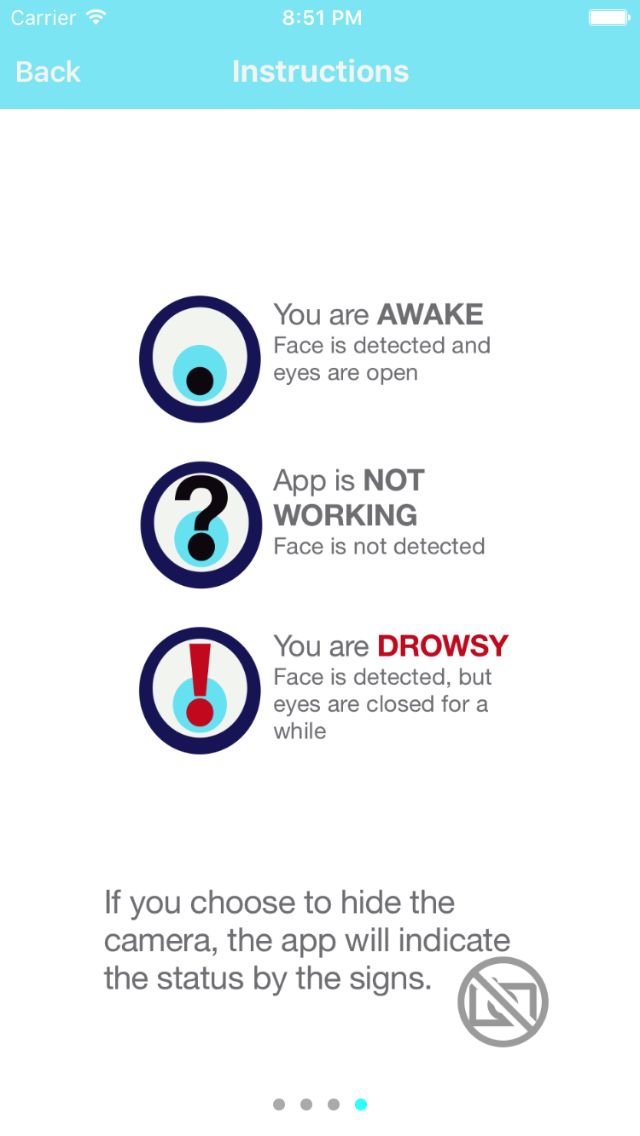 Carrier 8:51 PM
Back Instructions
You are AWAKE
Face is detected and
eyes are open
?
App is NOT
WORKING
Face is not detected
!
You are DROWSY
Face is detected, but
eyes are closed for a
while
If you choose to hide the
camera, the app will indicate
the status by the signs.